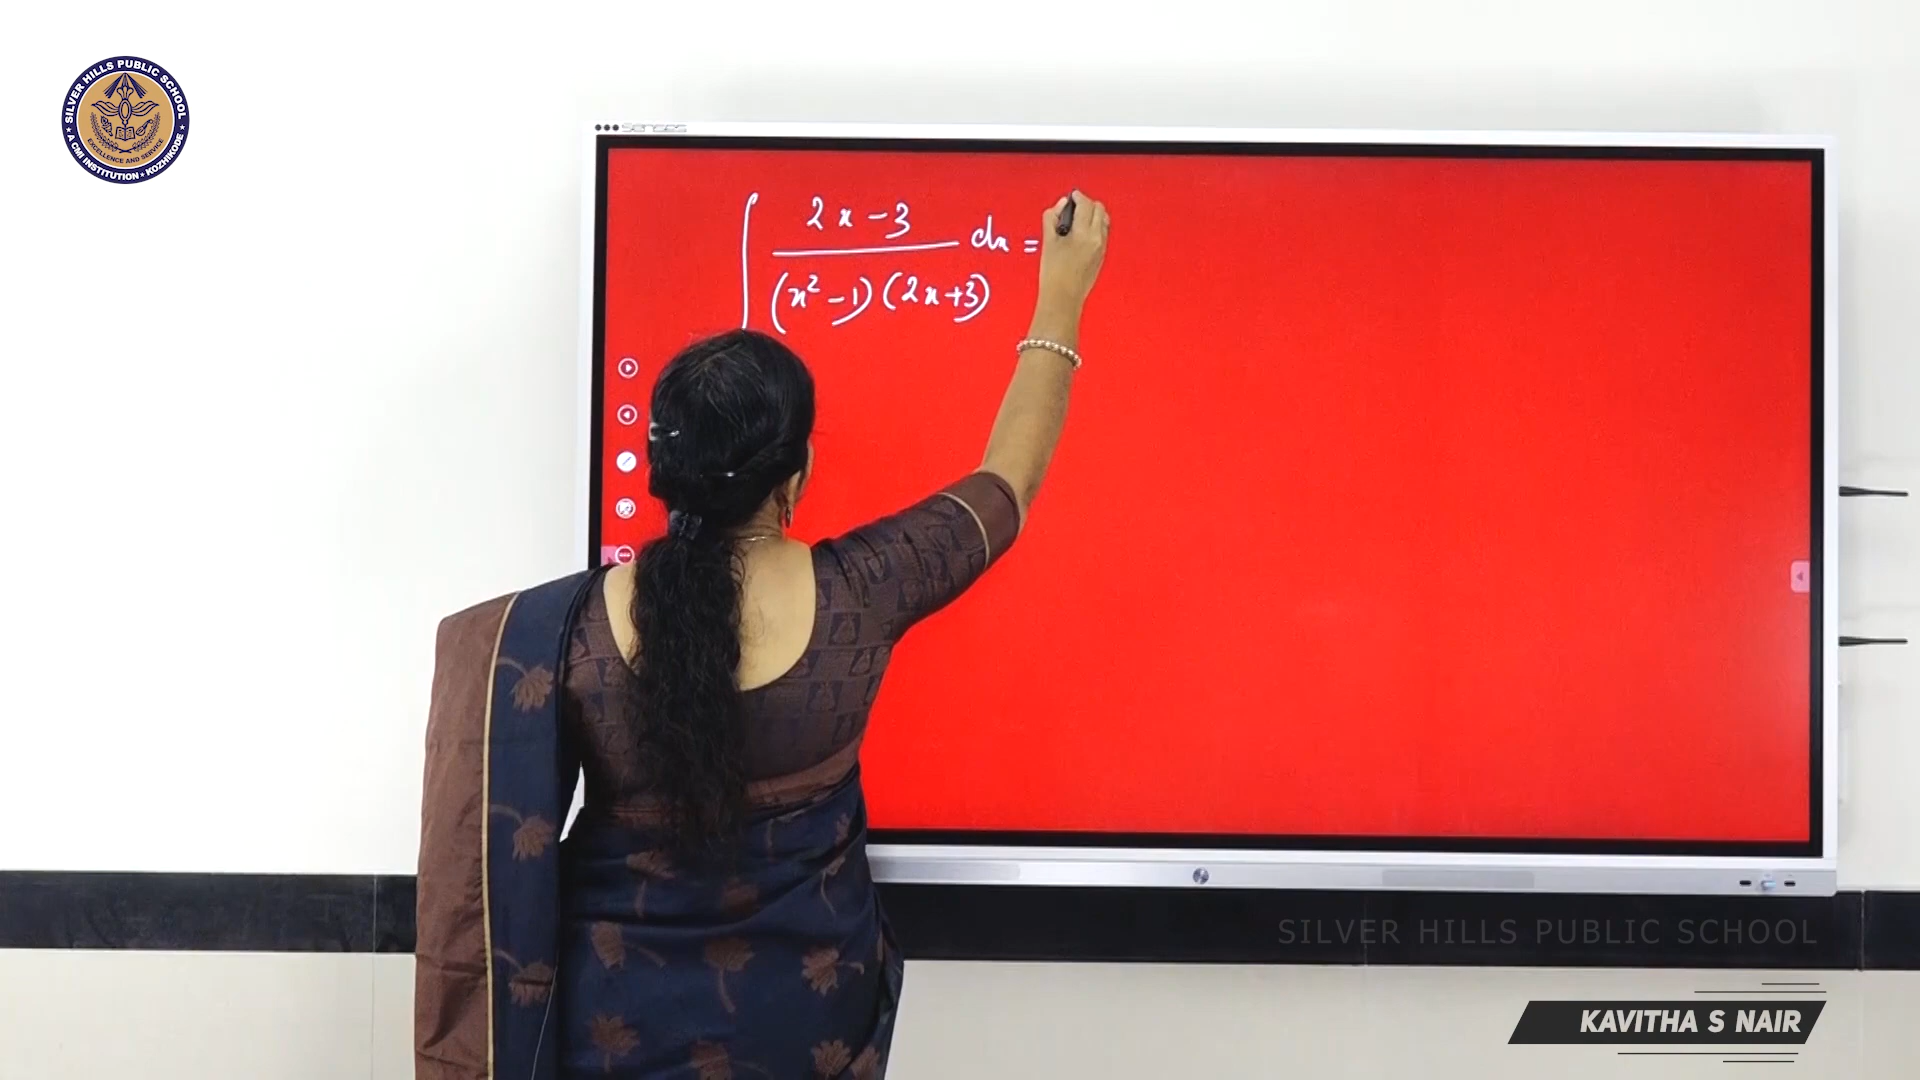 SILVER HILLS PUBLIC SCHOOL
EXCELLENCE AND SERVICE
★ A CMI INSTITUTION ★ KOZHIKODE ★
senses
∫ (2x-3)/((x²-1)(2x+3)) dx =
SILVER HILLS PUBLIC SCHOOL
KAVITHA S NAIR